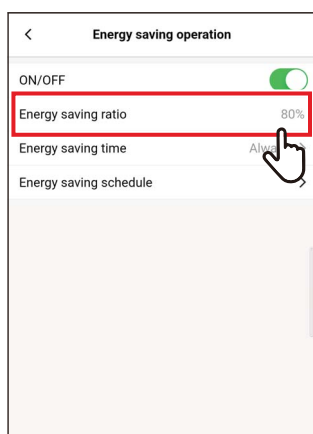 Energy saving operation
ON/OFF
Energy saving ratio 80%
Energy saving time
Energy saving schedule